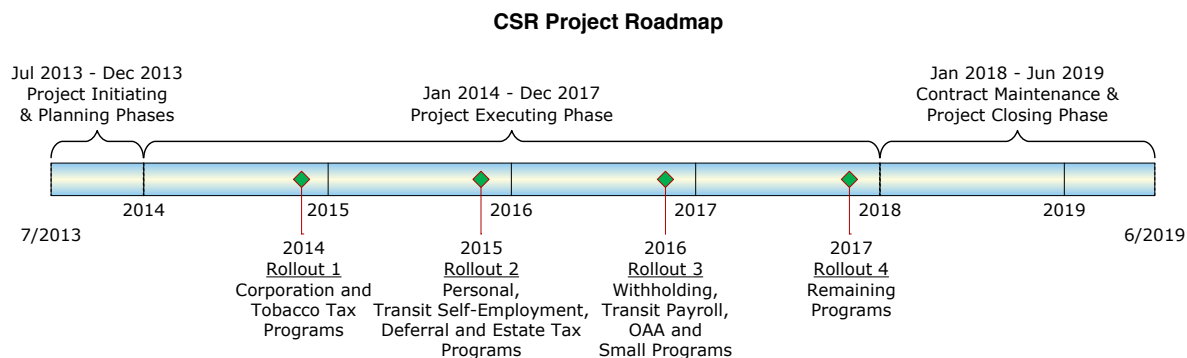 CSR Project Roadmap
Jul 2013 - Dec 2013
Project Initiating
& Planning Phases
Jan 2014 - Dec 2017
Project Executing Phase
Jan 2018 - Jun 2019
Contract Maintenance &
Project Closing Phase
2014
2015
2016
2017
2018
2019
7/2013
6/2019
2014
Rollout 1
Corporation and
Tobacco Tax
Programs
2015
Rollout 2
Personal,
Transit Self-Employment,
Deferral and Estate Tax
Programs
2016
Rollout 3
Withholding,
Transit Payroll,
OAA and
Small Programs
2017
Rollout 4
Remaining
Programs